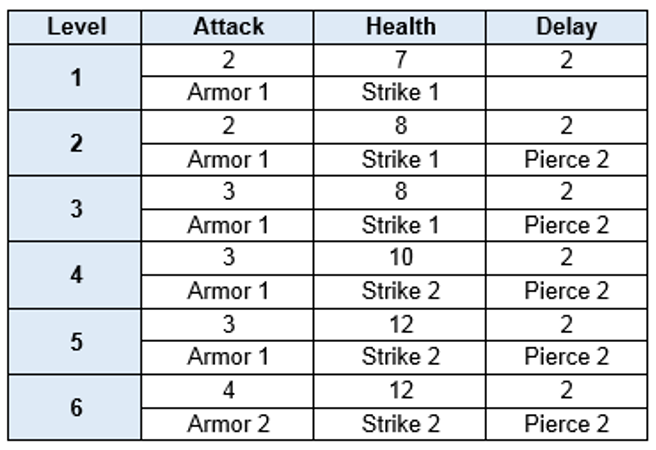 Level Attack Health Delay
1
2 7 2
Armor 1 Strike 1
2
2 8 2
Armor 1 Strike 1 Pierce 2
3
3 8 2
Armor 1 Strike 1 Pierce 2
4
3 10 2
Armor 1 Strike 2 Pierce 2
5
3 12 2
Armor 1 Strike 2 Pierce 2
6
4 12 2
Armor 2 Strike 2 Pierce 2